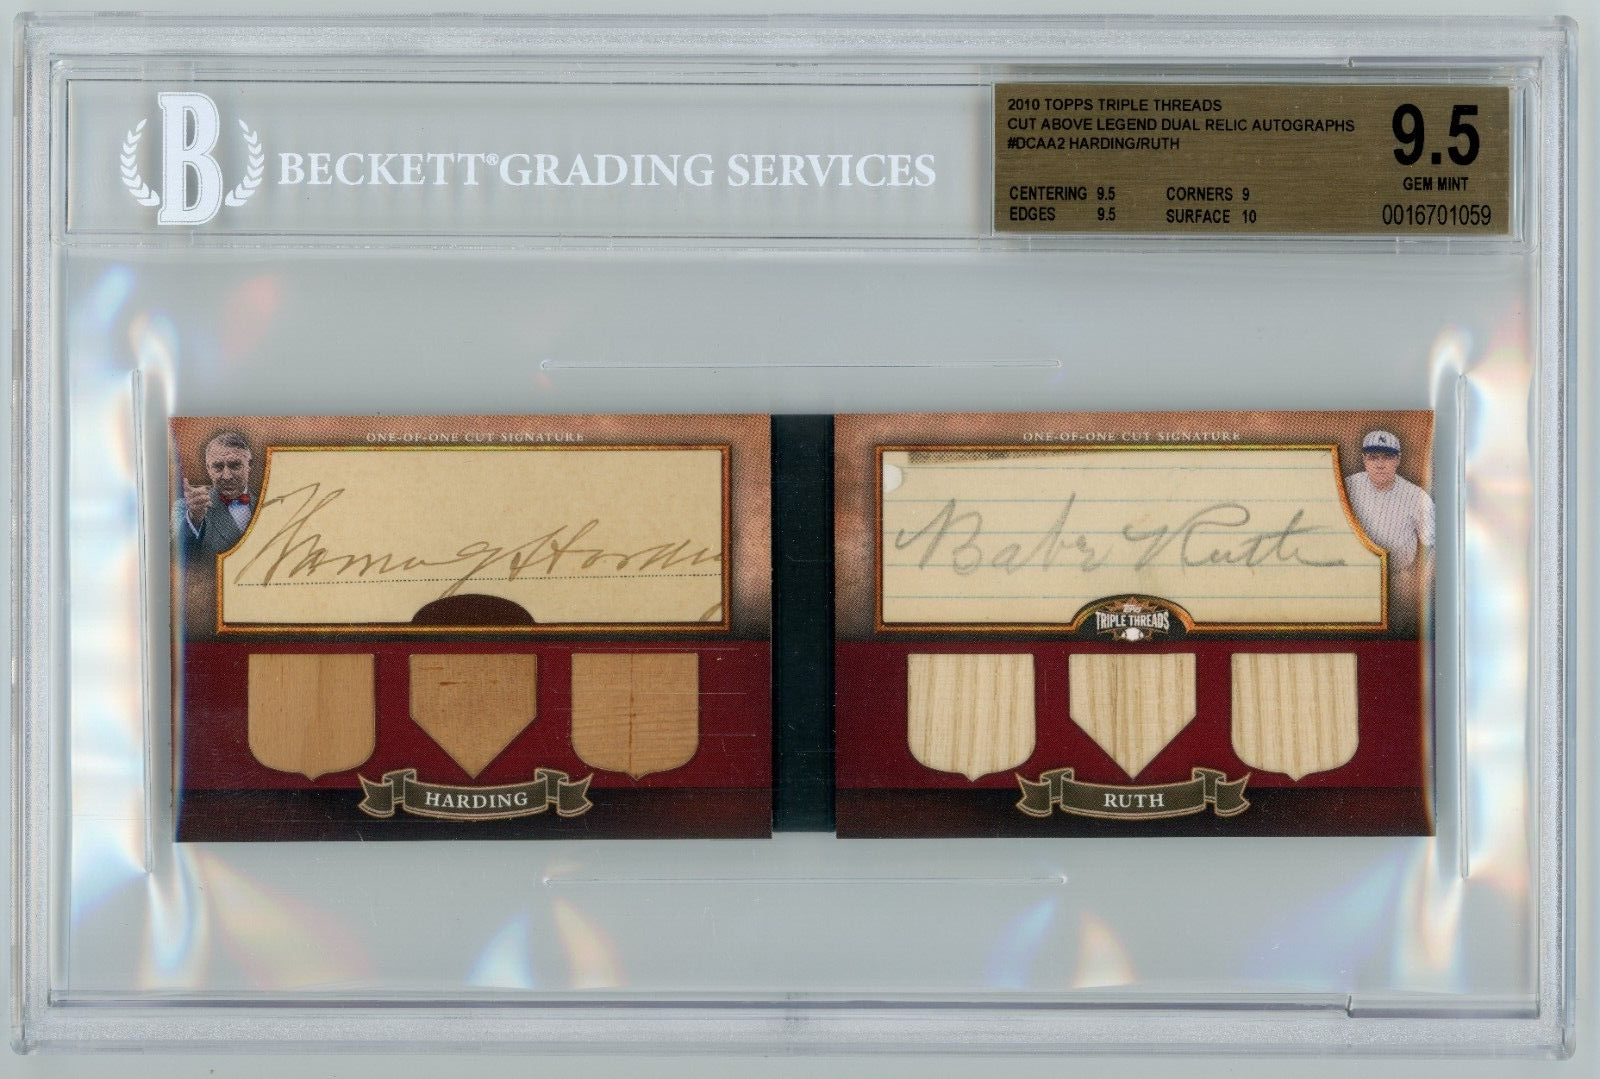 B BECKETT® GRADING SERVICES
2010 TOPPS TRIPLE THREADS
CUT ABOVE LEGEND DUAL RELIC AUTOGRAPHS
#DCAA2 HARDING/RUTH
CENTERING 9.5 CORNERS 9
EDGES 9.5 SURFACE 10
9.5
GEM MINT
0016701059
ONE-OF-ONE CUT SIGNATURE
HARDING
ONE-OF-ONE CUT SIGNATURE
NY
Babe Ruth
Topps
TRIPLE THREADS
RUTH